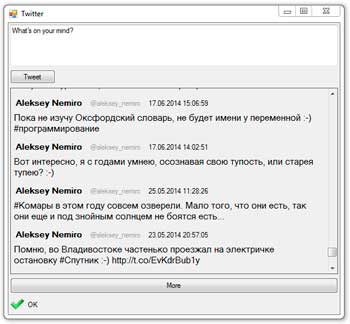 Twitter
What's on your mind?
Tweet
Aleksey Nemiro @aleksey_nemiro 17.06.2014 15:06:59
Пока не изучу Оксфордский словарь, не будет имени у переменной :-)
#программирование
Aleksey Nemiro @aleksey_nemiro 17.06.2014 14:02:51
Вот интересно, я с годами умнею, осознавая свою тупость, или старея
тупею? :-)
Aleksey Nemiro @aleksey_nemiro 25.05.2014 11:28:26
#Комары в этом году совсем озверели. Мало того, что они есть, так
они еще и под знойным солнцем не боятся есть...
Aleksey Nemiro @aleksey_nemiro 23.05.2014 20:57:05
Помню, во Владивостоке частенько проезжал на электричке
остановку #Спутник :-) http://t.co/EvKdrBub1y
More
OK